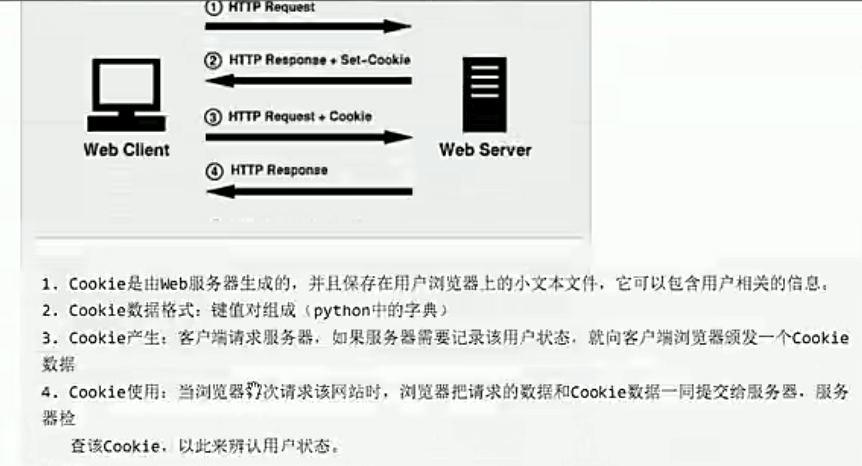 ① HTTP Request
② HTTP Response + Set-Cookie
③ HTTP Request + Cookie
Web Client
Web Server
④ HTTP Response
1. Cookie是由Web服务器生成的，并且保存在用户浏览器上的小文本文件，它可以包含用户相关的信息。
2. Cookie数据格式：键值对组成（python中的字典）
3. Cookie产生：客户端请求服务器，如果服务器需要记录该用户状态，就向客户端浏览器颁发一个Cookie
数据
4. Cookie使用：当浏览器次请求该网站时，浏览器把请求的数据和Cookie数据一同提交给服务器，服务
器检
查该Cookie，以此来辨认用户状态。